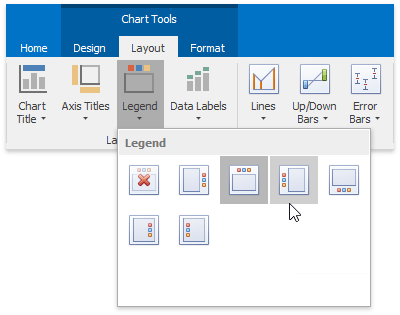 Chart Tools
Home Design Layout Format
Chart Title Axis Titles Legend Data Labels Lines Up/Down Bars Error Bars
La
Legend